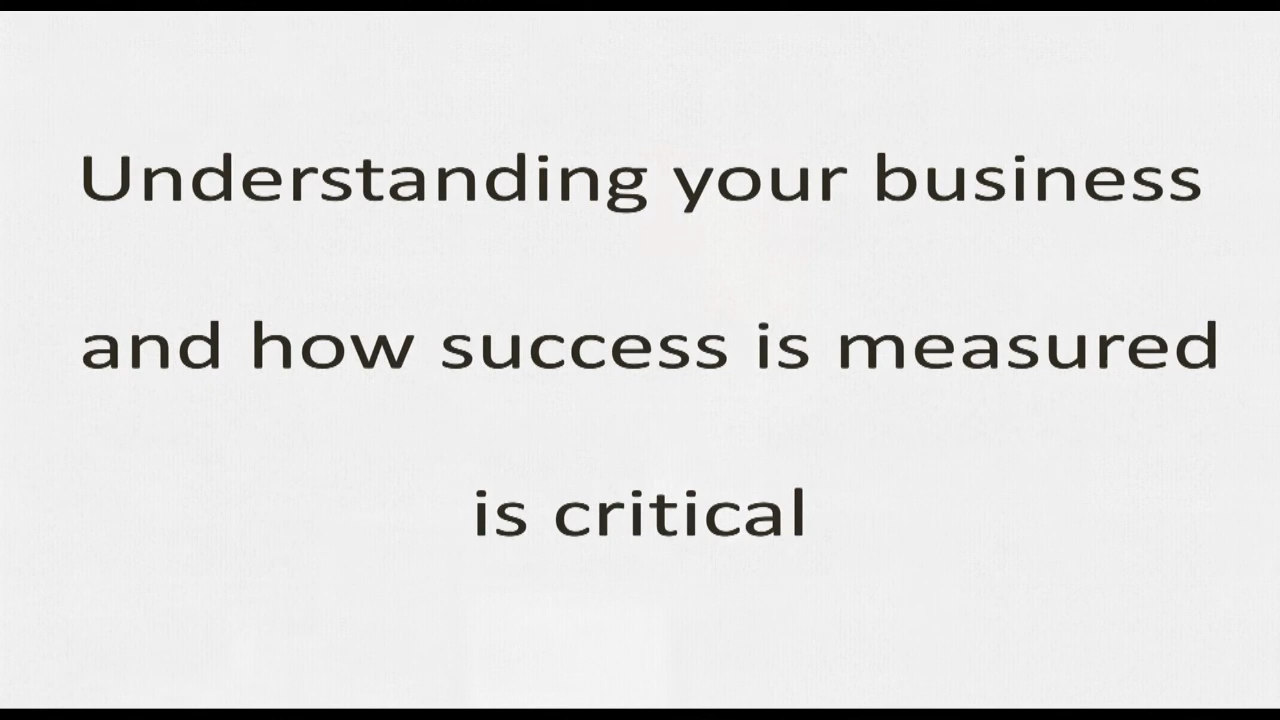 Understanding your business
and how success is measured
is critical